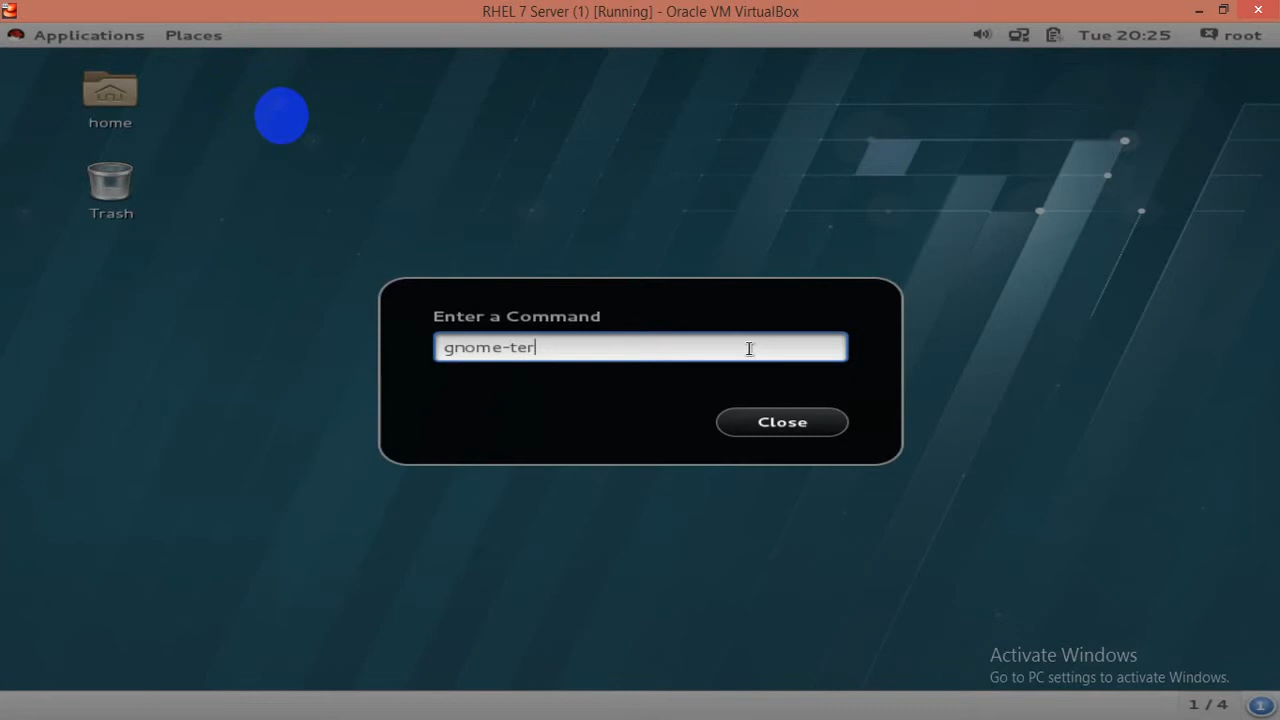 RHEL 7 Server (1) [Running] - Oracle VM VirtualBox
Applications Places Tue 20:25 root
home
Trash
Enter a Command
gnome-ter
Close
Activate Windows
Go to PC settings to activate Windows.
1 / 4 1